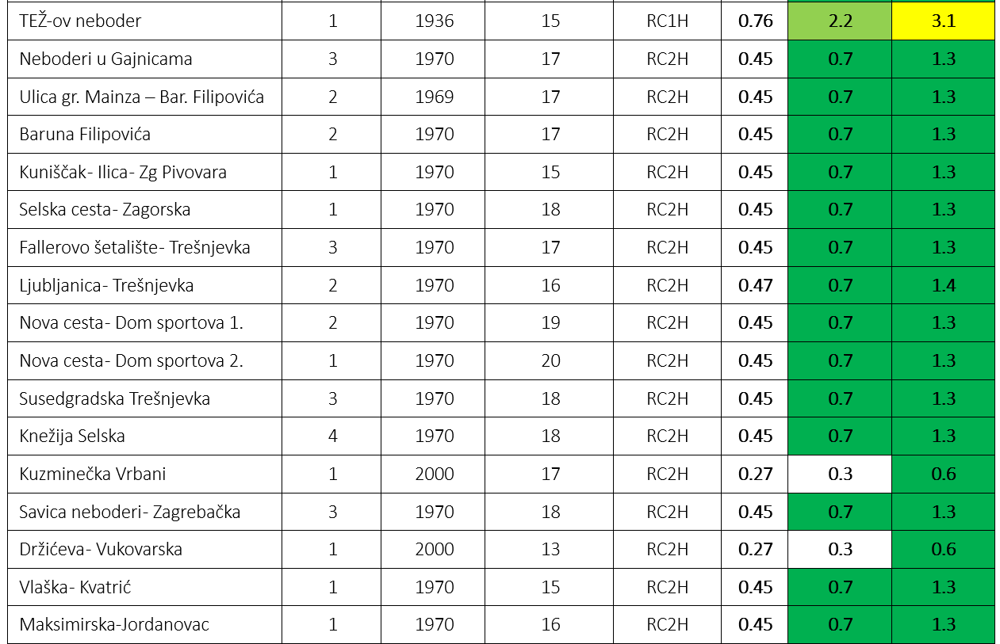 TEŽ-ov neboder 1 1936 15 RC1H 0.76 2.2 3.1
Neboderi u Gajnicama 3 1970 17 RC2H 0.45 0.7 1.3
Ulica gr. Mainza – Bar. Filipovića 2 1969 17 RC2H 0.45 0.7 1.3
Baruna Filipovića 2 1970 17 RC2H 0.45 0.7 1.3
Kuniščak- Ilica- Zg Pivovara 1 1970 15 RC2H 0.45 0.7 1.3
Selska cesta- Zagorska 1 1970 18 RC2H 0.45 0.7 1.3
Fallerovo šetalište- Trešnjevka 3 1970 17 RC2H 0.45 0.7 1.3
Ljubljanica- Trešnjevka 2 1970 16 RC2H 0.47 0.7 1.4
Nova cesta- Dom sportova 1. 2 1970 19 RC2H 0.45 0.7 1.3
Nova cesta- Dom sportova 2. 1 1970 20 RC2H 0.45 0.7 1.3
Susedgradska Trešnjevka 3 1970 18 RC2H 0.45 0.7 1.3
Knežija Selska 4 1970 18 RC2H 0.45 0.7 1.3
Kuzminečka Vrbani 1 2000 17 RC2H 0.27 0.3 0.6
Savica neboderi- Zagrebačka 3 1970 18 RC2H 0.45 0.7 1.3
Držićeva- Vukovarska 1 2000 13 RC2H 0.27 0.3 0.6
Vlaška- Kvatrić 1 1970 15 RC2H 0.45 0.7 1.3
Maksimirska-Jordanovac 1 1970 16 RC2H 0.45 0.7 1.3